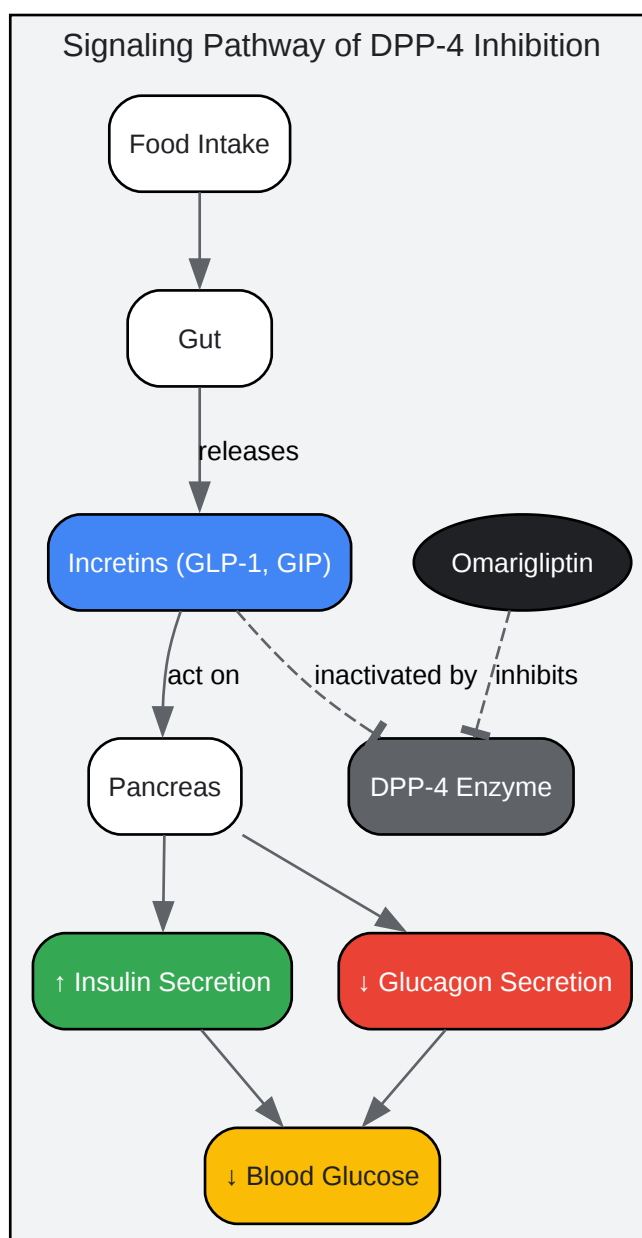 Signaling Pathway of DPP-4 Inhibition
Food Intake
Gut
releases
Incretins (GLP-1, GIP)
Omarigliptin
act on
inactivated by
inhibits
Pancreas
DPP-4 Enzyme
↑ Insulin Secretion
↓ Glucagon Secretion
↓ Blood Glucose